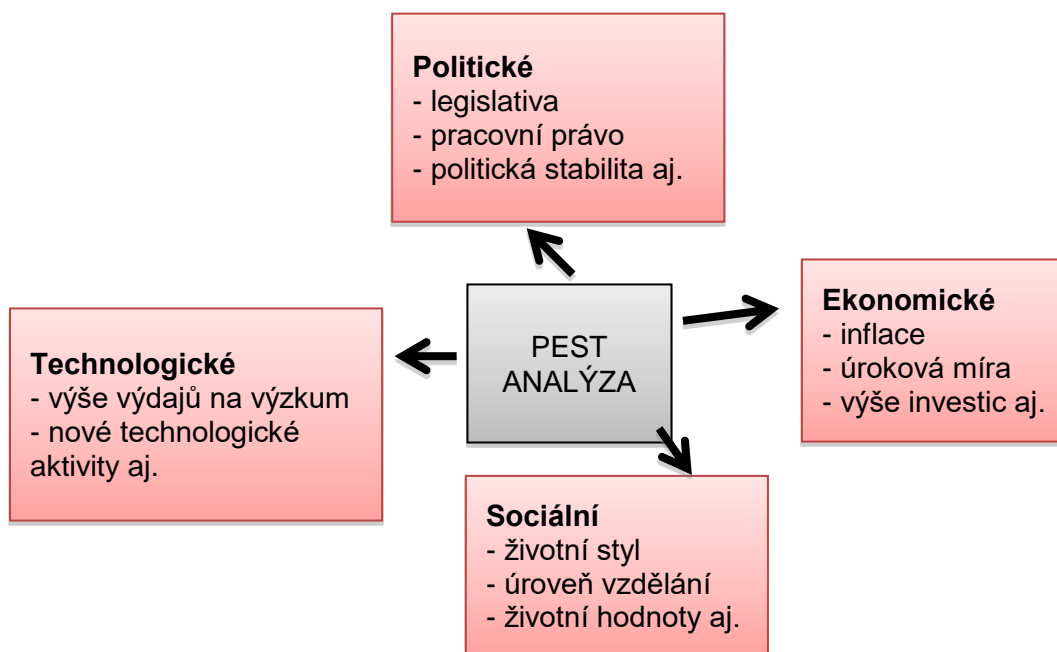 Politické
- legislativa
- pracovní právo
- politická stabilita aj.
Ekonomické
- inflace
- úroková míra
- výše investic aj.
PEST
ANALÝZA
Technologické
- výše výdajů na výzkum
- nové technologické
aktivity aj.
Sociální
- životní styl
- úroveň vzdělání
- životní hodnoty aj.